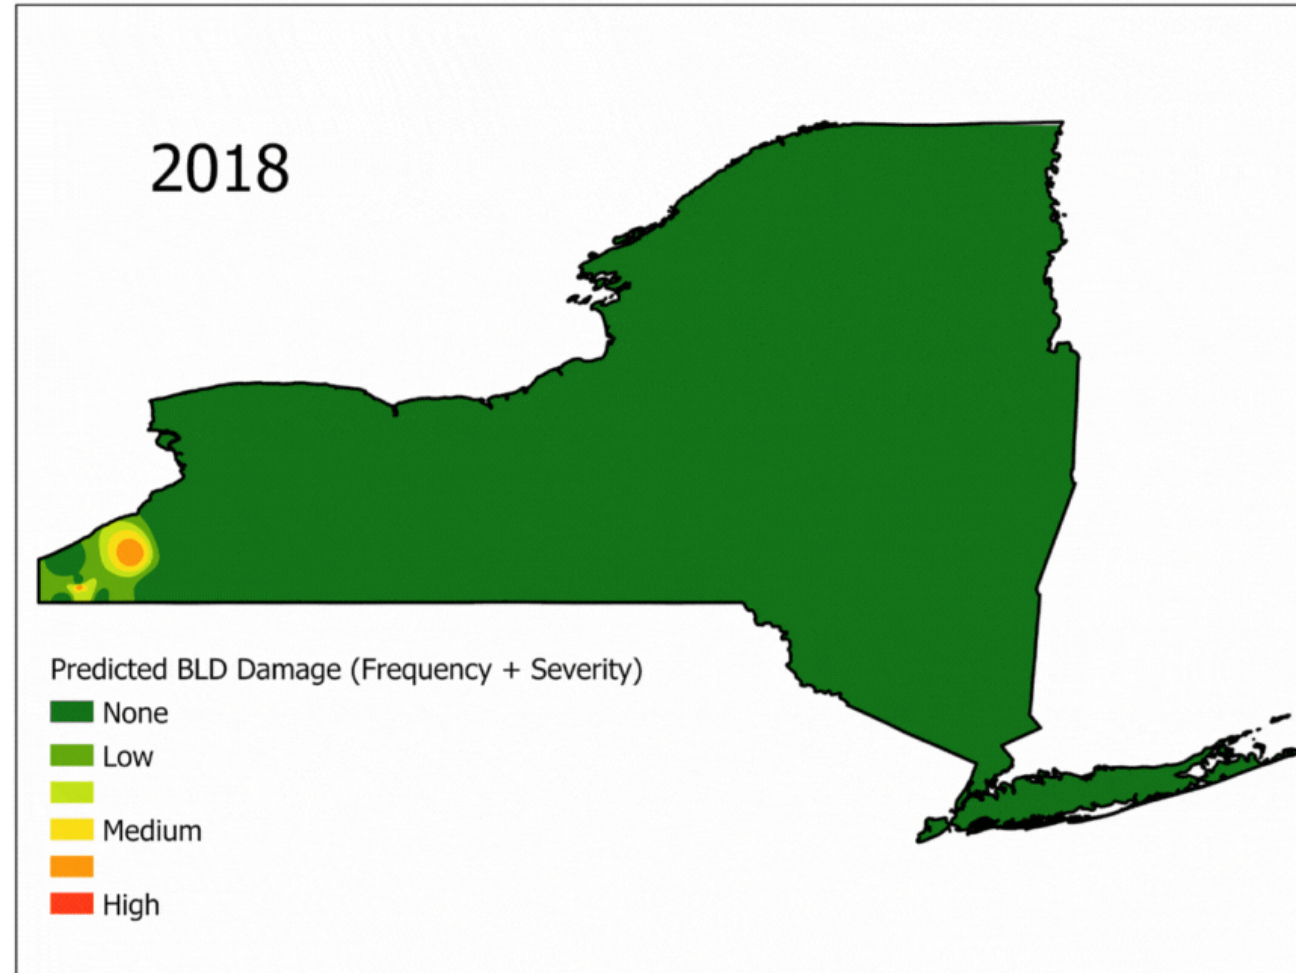 2018
Predicted BLD Damage (Frequency + Severity)
None
Low
Medium
High